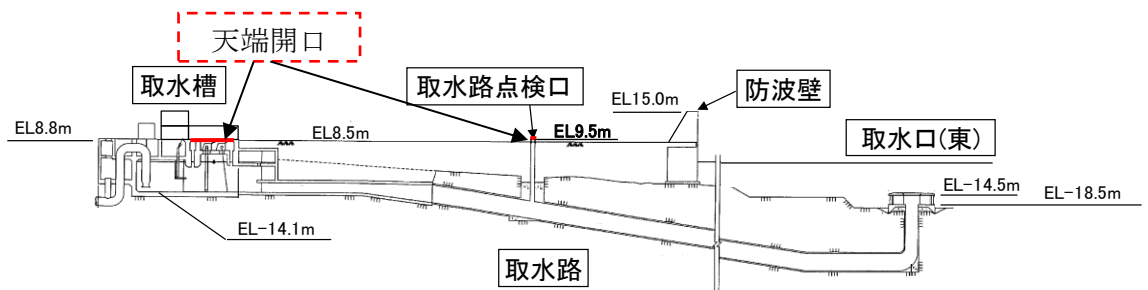 天端開口
取水槽
取水路点検口
防波壁
EL15.0m
EL8.8m
EL8.5m
EL9.5m
取水口(東)
EL-14.5m
EL-18.5m
EL-14.1m
取水路